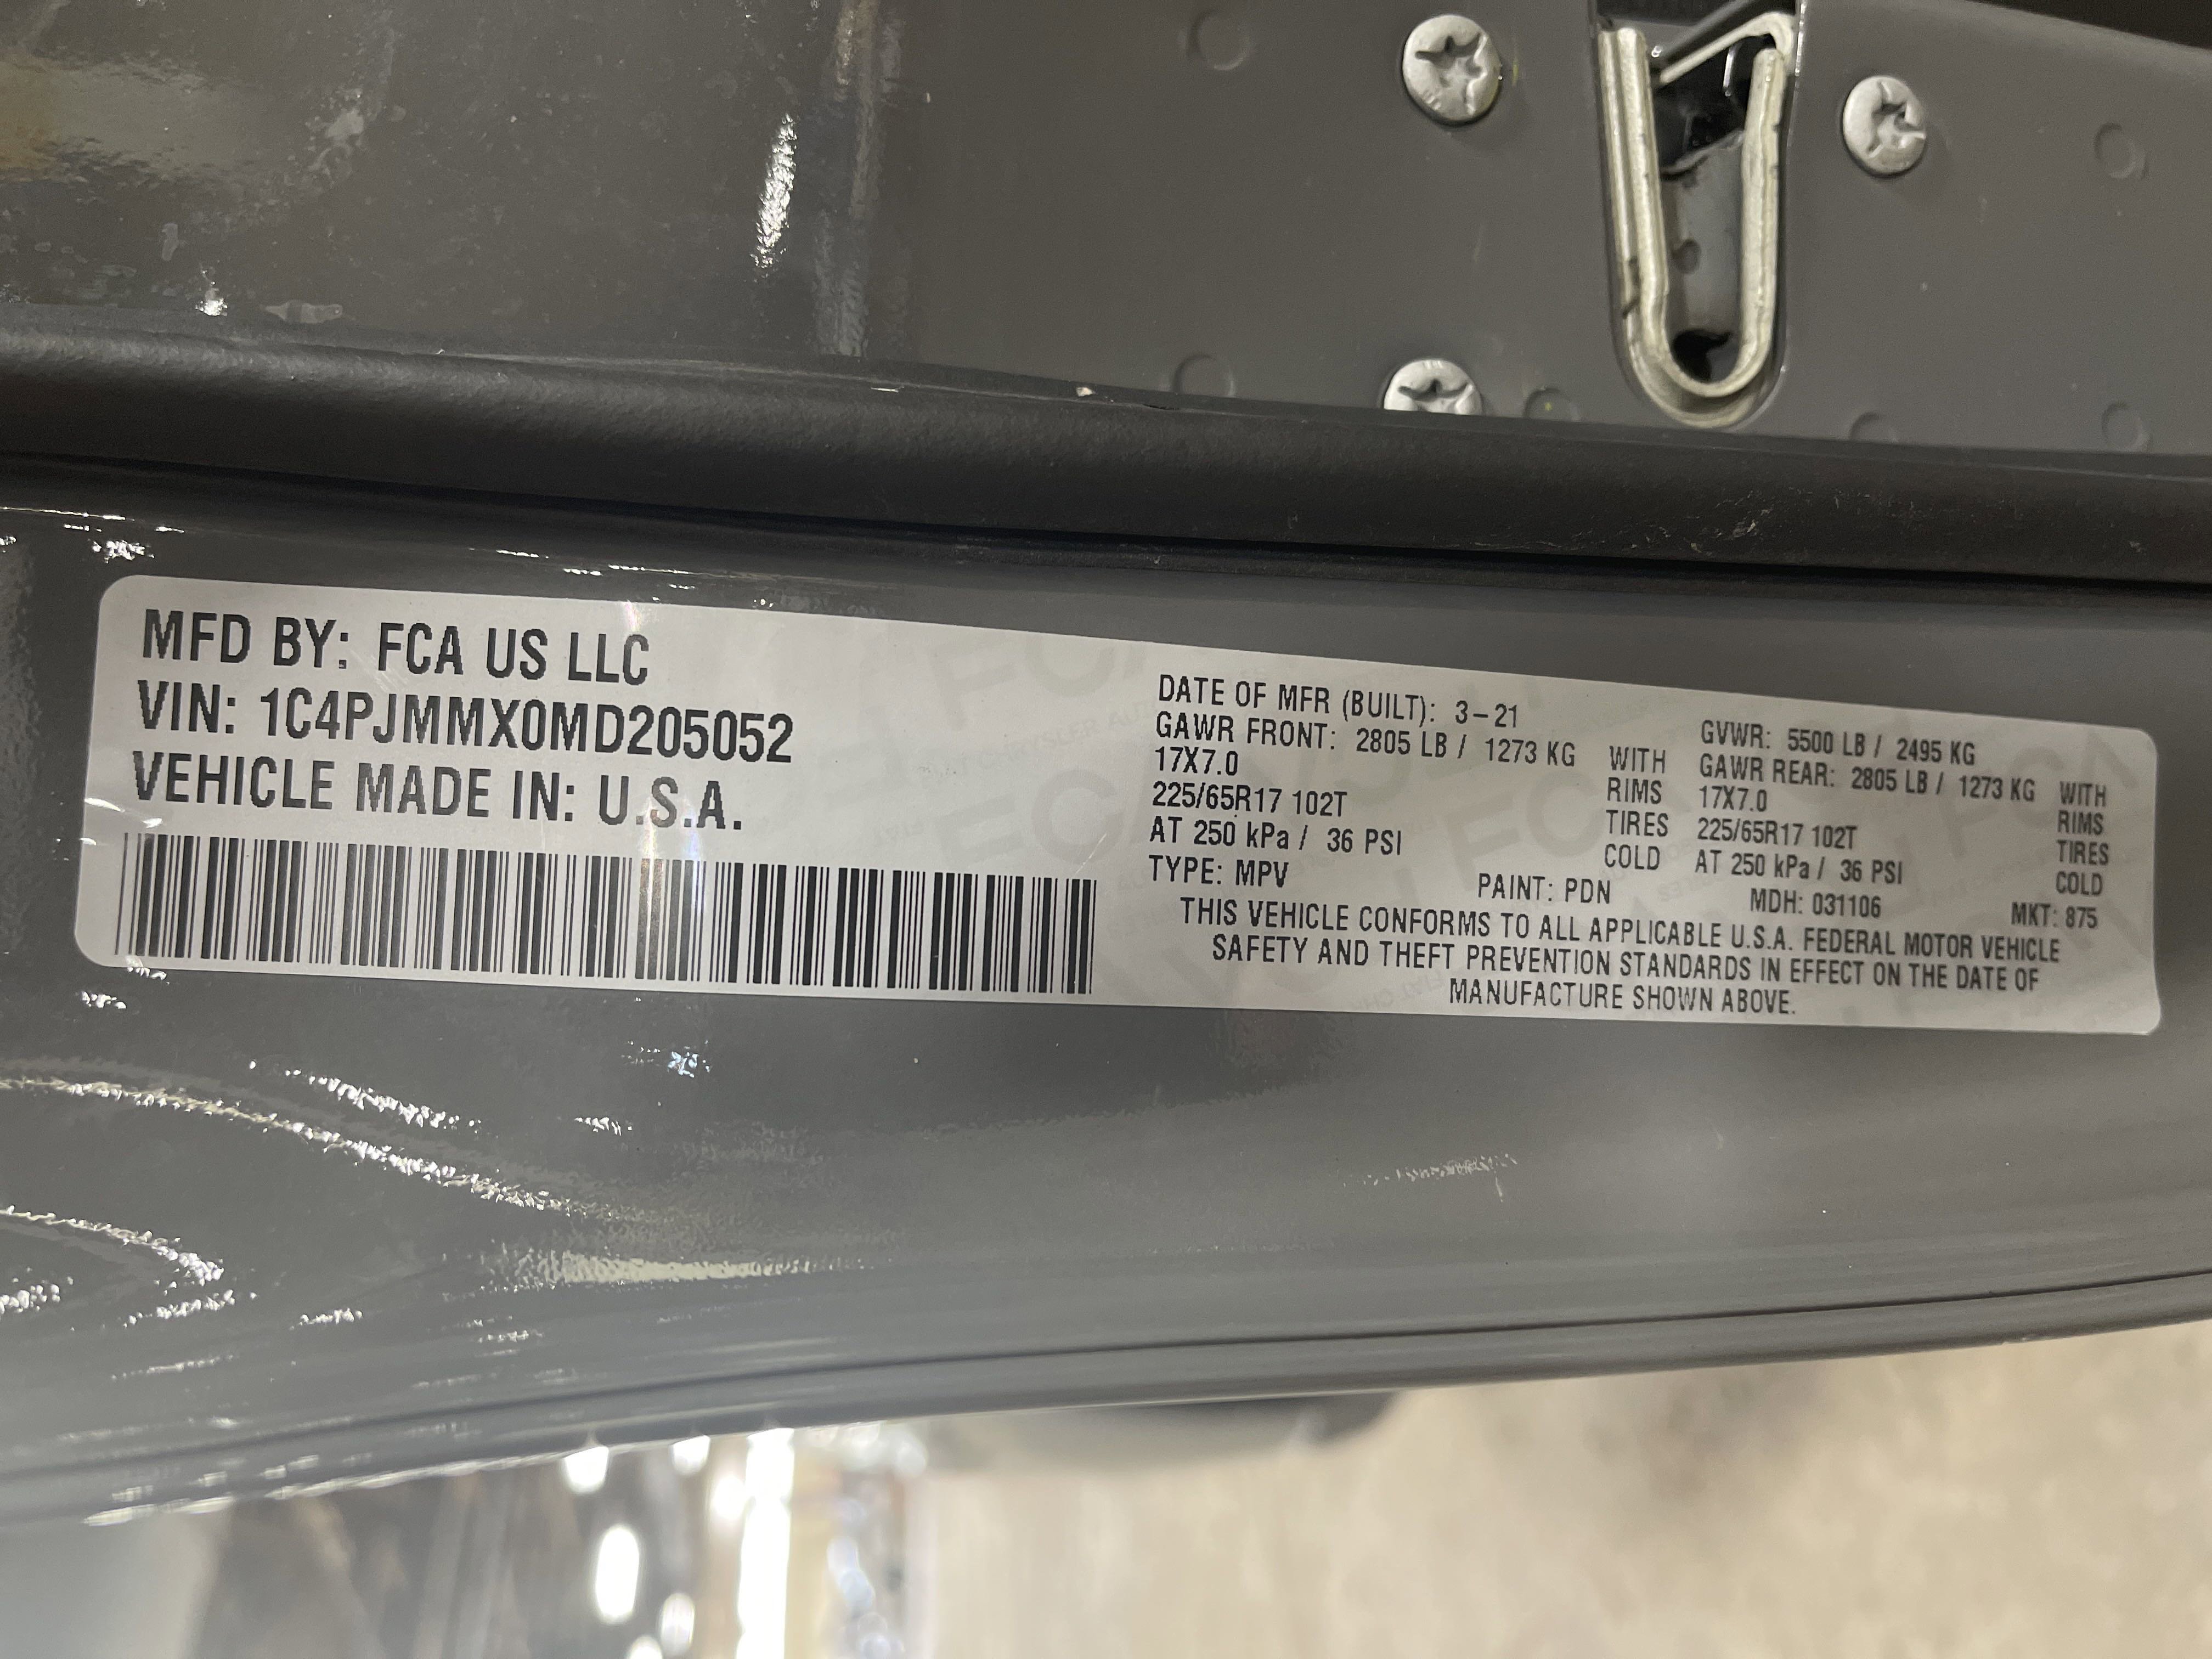 MFD BY: FCA US LLC
VIN: 1C4PJMMX0MD205052
VEHICLE MADE IN: U.S.A.
DATE OF MFR (BUILT): 3-21
GAWR FRONT: 2805 LB / 1273 KG WITH
17X7.0 RIMS
225/65R17 102T TIRES
AT 250 kPa / 36 PSI COLD
GVWR: 5500 LB / 2495 KG
GAWR REAR: 2805 LB / 1273 KG WITH
17X7.0 RIMS
225/65R17 102T TIRES
AT 250 kPa / 36 PSI COLD
TYPE: MPV PAINT: PDN MDH: 031106 MKT: 875
THIS VEHICLE CONFORMS TO ALL APPLICABLE U.S.A. FEDERAL MOTOR VEHICLE
SAFETY AND THEFT PREVENTION STANDARDS IN EFFECT ON THE DATE OF
MANUFACTURE SHOWN ABOVE.